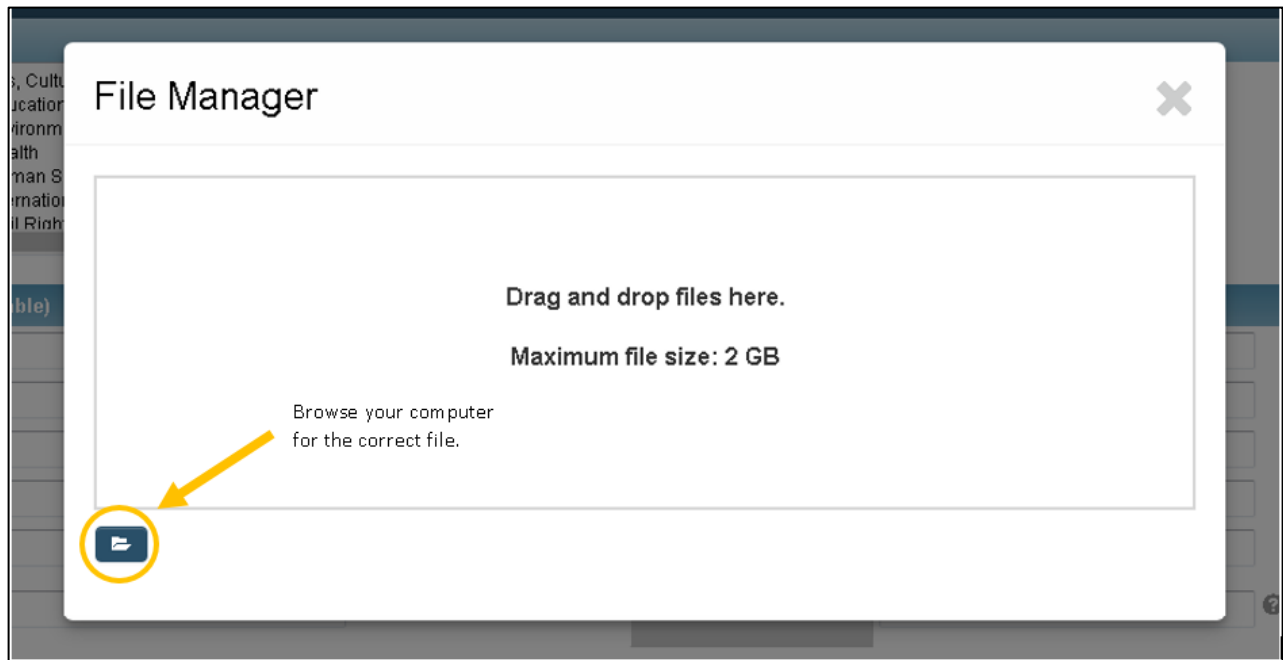 File Manager
Health
Drag and drop files here.
Maximum file size: 2 GB
Browse your computer
for the correct file.